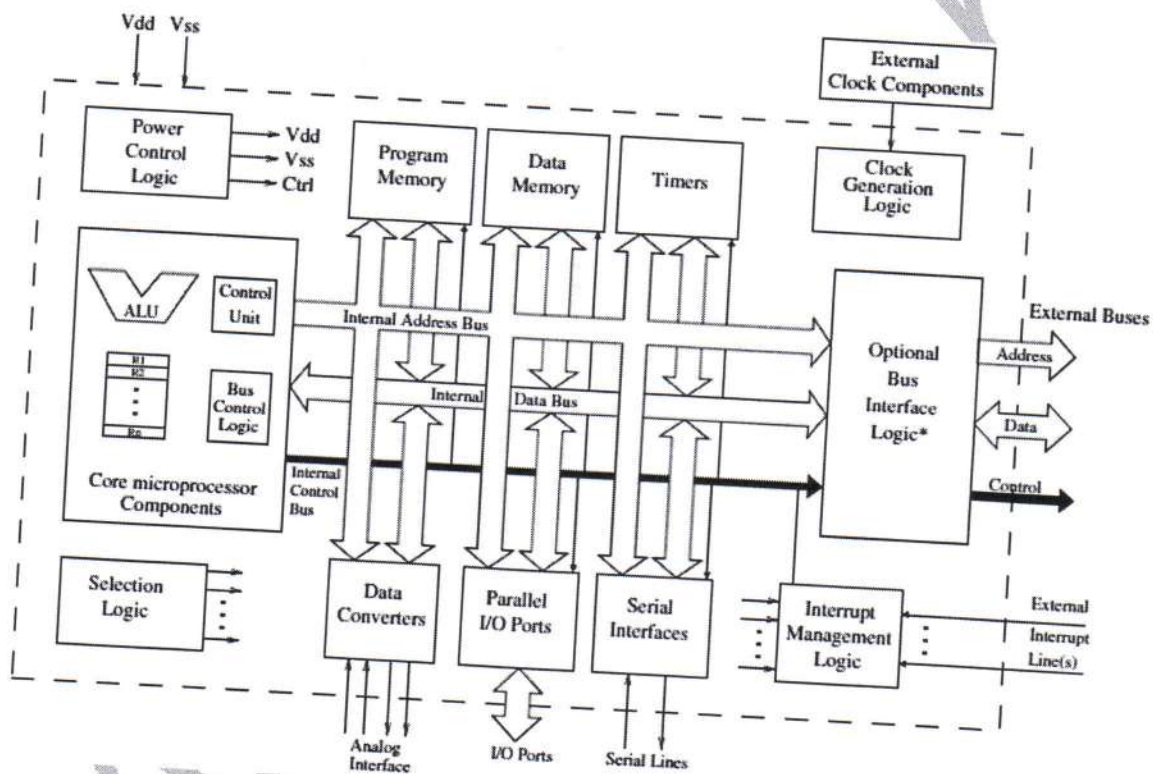 Vdd Vss
External
Clock Components
Power
Control
Logic
Vdd
Vss
Ctrl
Program
Memory
Data
Memory
Timers
Clock
Generation
Logic
ALU
Control
Unit
R1
R2
Rn
Bus
Control
Logic
Core microprocessor
Components
Internal Address Bus
Internal Data Bus
Internal
Control
Bus
Optional
Bus
Interface
Logic*
External Buses
Address
Data
Control
Selection
Logic
Data
Converters
Parallel
I/O Ports
Serial
Interfaces
Interrupt
Management
Logic
External
Interrupt
Line(s)
Analog
Interface
I/O Ports
Serial Lines